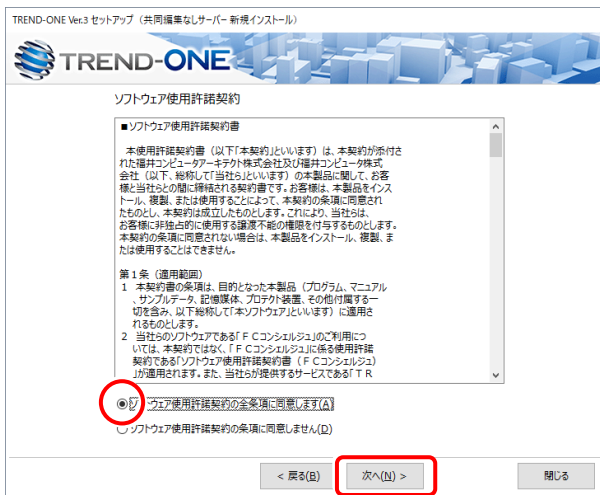 TREND-ONE Ver.3 セットアップ（共同編集なしサーバー 新規インストール）
TREND-ONE
ソフトウェア使用許諾契約
■ソフトウェア使用許諾契約書
本使用許諾契約書（以下「本契約」といいます）は、本契約が添付さ
れた福井コンピュータアーキテクト株式会社及び福井コンピュータ株式
会社（以下、総称して「当社ら」といいます）の本製品に関して、お客
様と当社らとの間に締結される契約書です。お客様は、本製品をインス
トール、複製、または使用することによって、本契約の条項に同意され
たものとし、本契約は成立したものとします。これにより、当社らは、
お客様に非独占的に使用する譲渡不能の権限を付与するものとします。
本契約の条項に同意されない場合は、本製品をインストール、複製、ま
たは使用することはできません。
第１条（適用範囲）
１ 本契約書の条項は、目的となった本製品（プログラム、マニュアル
、サンプルデータ、記憶媒体、プロテクト装置、その他付属する一
切を含み、以下総称して「本ソフトウェア」といいます）に適用さ
れるものとします。
２ 当社らのソフトウェアである「ＦＣコンシェルジュ」のご利用につ
いては、本契約ではなく、「ＦＣコンシェルジュ」に係る使用許諾
契約である「ソフトウェア使用許諾契約書（ＦＣコンシェルジュ）
」が適用されます。また、当社らが提供するサービスである「ＴＲ
ソフトウェア使用許諾契約の全条項に同意します(A)
ソフトウェア使用許諾契約の条項に同意しません(D)
< 戻る(B)
次へ(N) >
閉じる